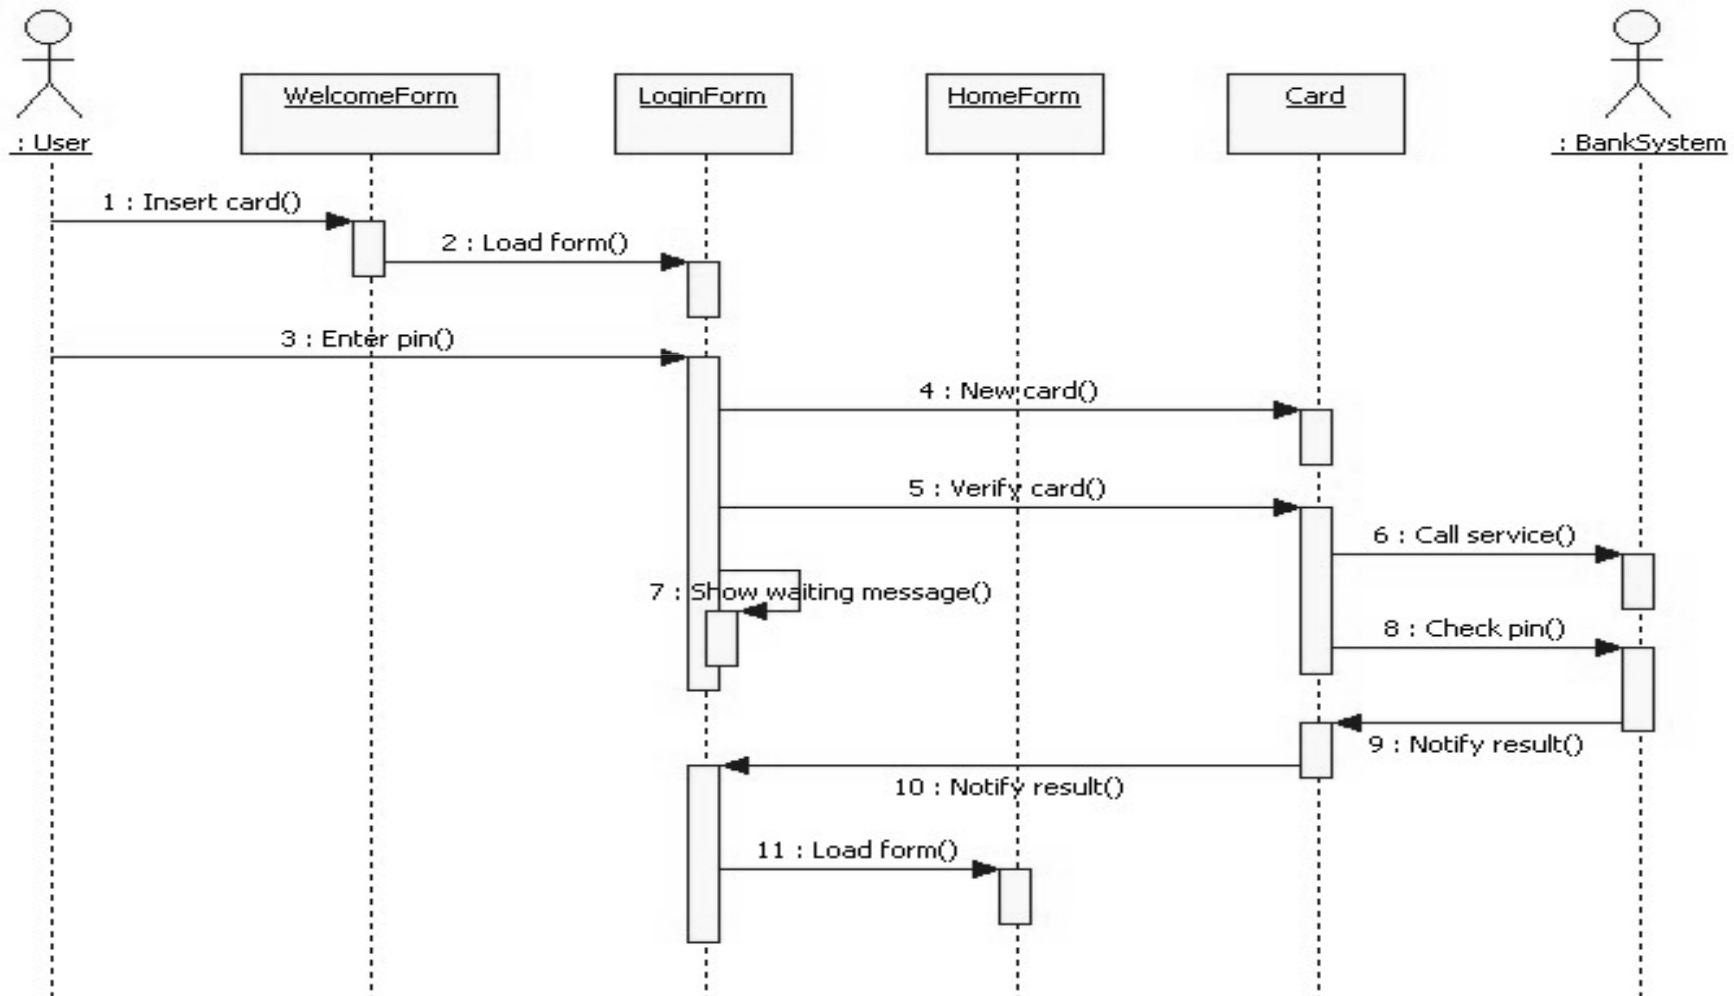 WelcomeForm
LoginForm
HomeForm
Card
: User
: BankSystem
1 : Insert card()
2 : Load form()
3 : Enter pin()
4 : New card()
5 : Verify card()
6 : Call service()
7 : Show waiting message()
8 : Check pin()
9 : Notify result()
10 : Notify result()
11 : Load form()